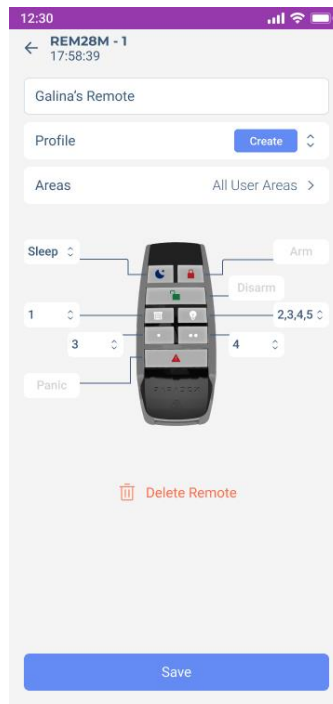 12:30
REM28M - 1
17:58:39
Galina's Remote
Profile Create
Areas All User Areas
Sleep Arm
Disarm
1 2,3,4,5
3 4
Panic
PARADOX
Delete Remote
Save